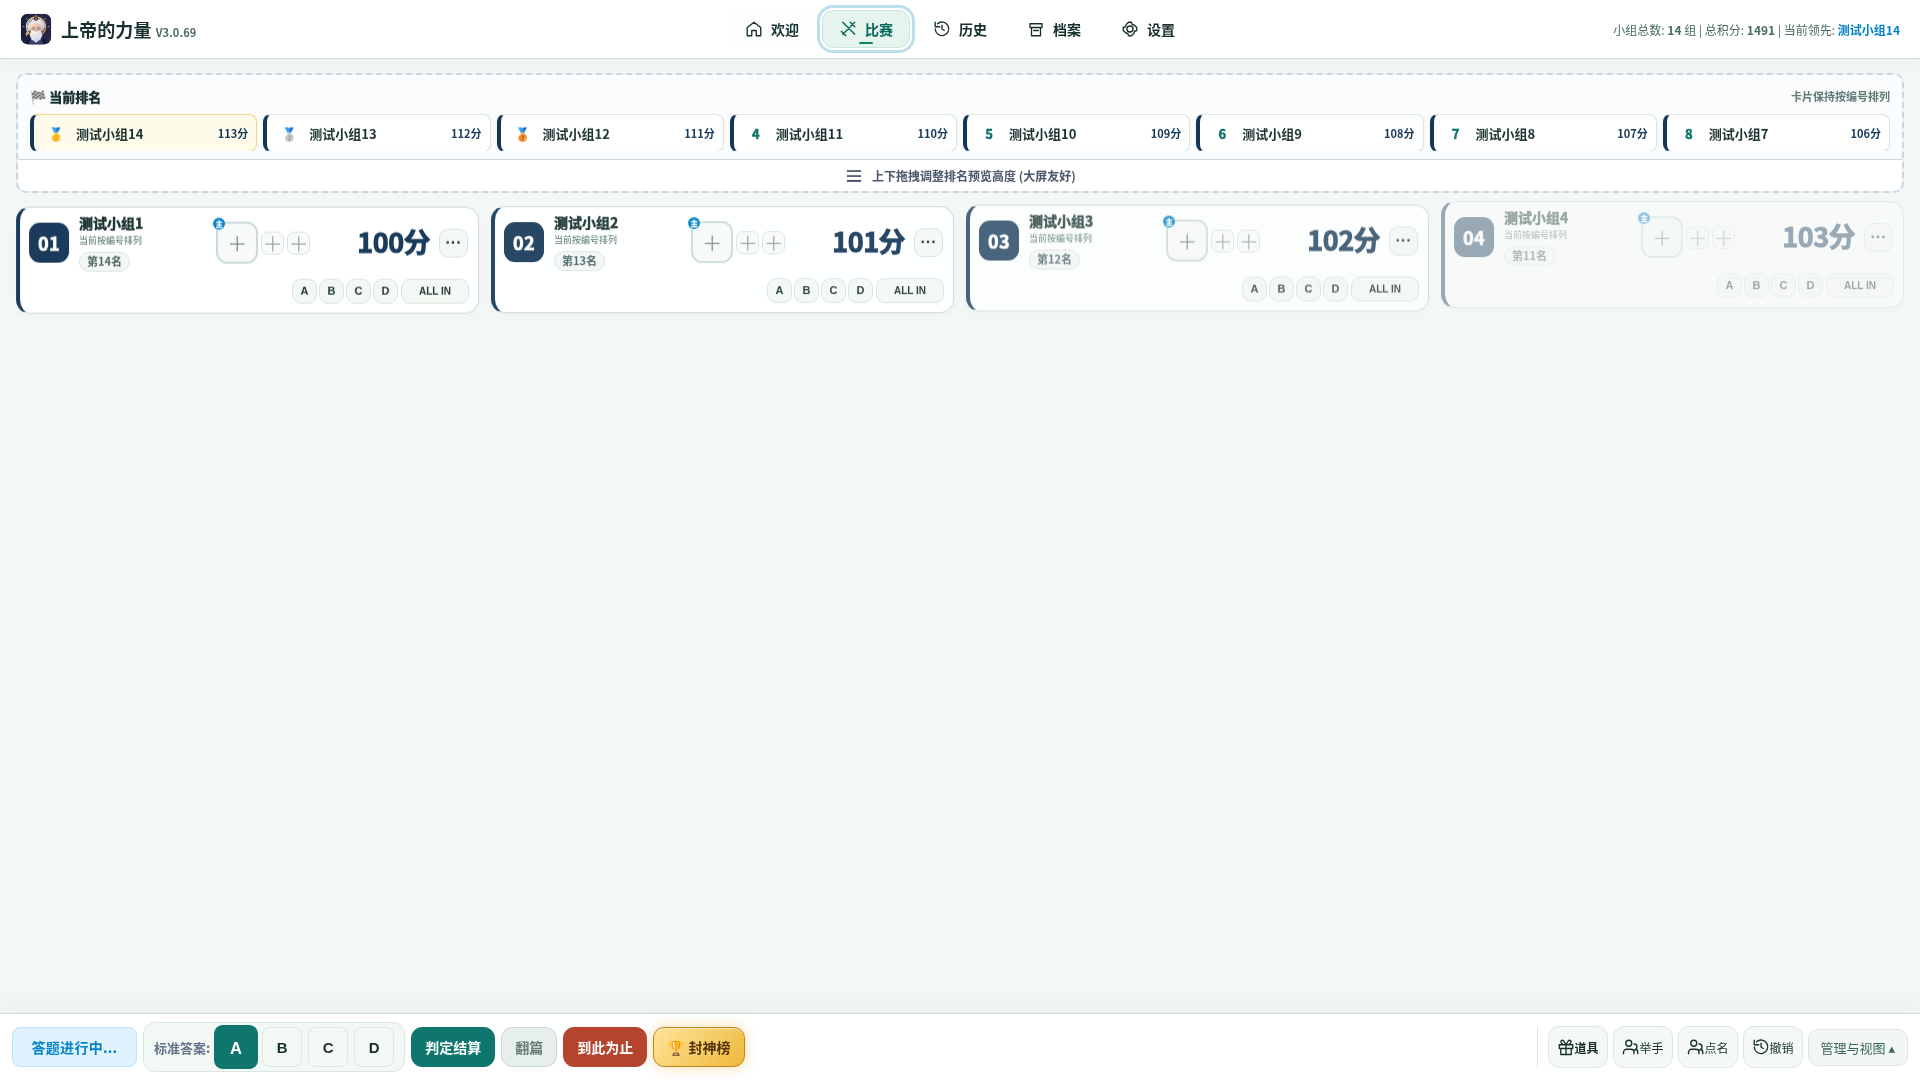 上帝的力量 V3.0.69
欢迎
比赛
历史
档案
设置
小组总数: 14 组 | 总积分: 1491 | 当前领先: 测试小组14
🏁 当前排名
卡片保持按编号排列
🥇 测试小组14 113分
🥈 测试小组13 112分
🥉 测试小组12 111分
4 测试小组11 110分
5 测试小组10 109分
6 测试小组9 108分
7 测试小组8 107分
8 测试小组7 106分
上下拖拽调整排名预览高度 (大屏友好)
01
测试小组1
当前按编号排列
第14名
主
100分
A B C D ALL IN
02
测试小组2
当前按编号排列
第13名
主
101分
A B C D ALL IN
03
测试小组3
当前按编号排列
第12名
主
102分
A B C D ALL IN
04
测试小组4
当前按编号排列
第11名
主
103分
A B C D ALL IN
答题进行中...
标准答案: A B C D
判定结算
翻篇
到此为止
🏆 封神榜
道具
举手
点名
撤销
管理与视图 ▴